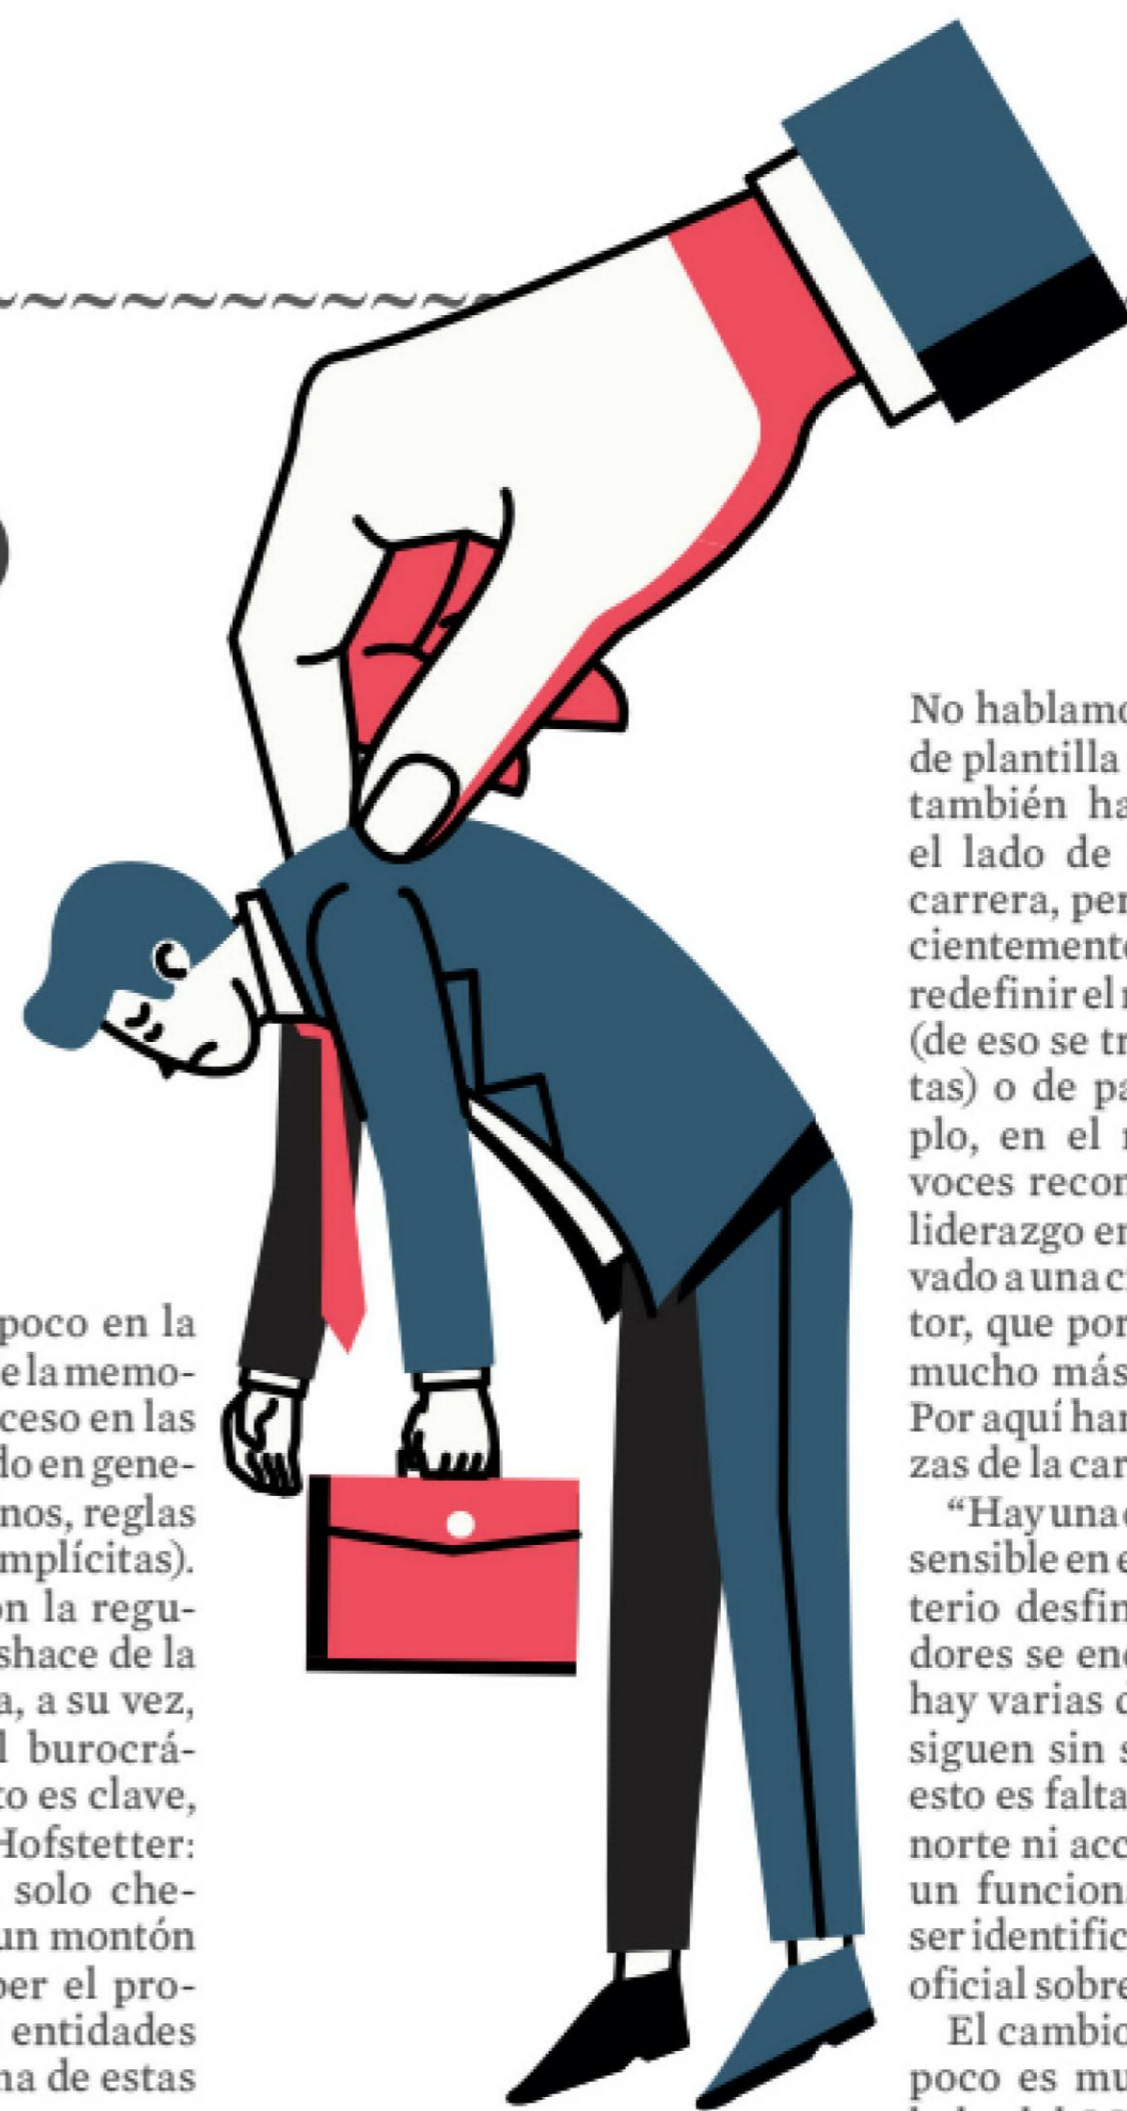 poco en la
e la memo-
ceso en las
do en gene-
nos, reglas
mplícitas).
on la regu-
shace de la
a, a su vez,
l burocrá-
to es clave,
Hofstetter:
solo che-
un montón
ber el pro-
entidades
na de estas
No hablamo
de plantilla
también ha
el lado de
carrera, per
cientemente
redefinir el r
(de eso se tr
tas) o de pa
plo, en el
voces recon
liderazgo en
vado a una c
tor, que por
mucho más
Por aquí han
zas de la car
“Hay una
sensible en e
terio desfin
dores se enc
hay varias d
siguen sin s
esto es falta
norte ni acc
un funciona
ser identific
oficial sobre
El cambio
poco es mu